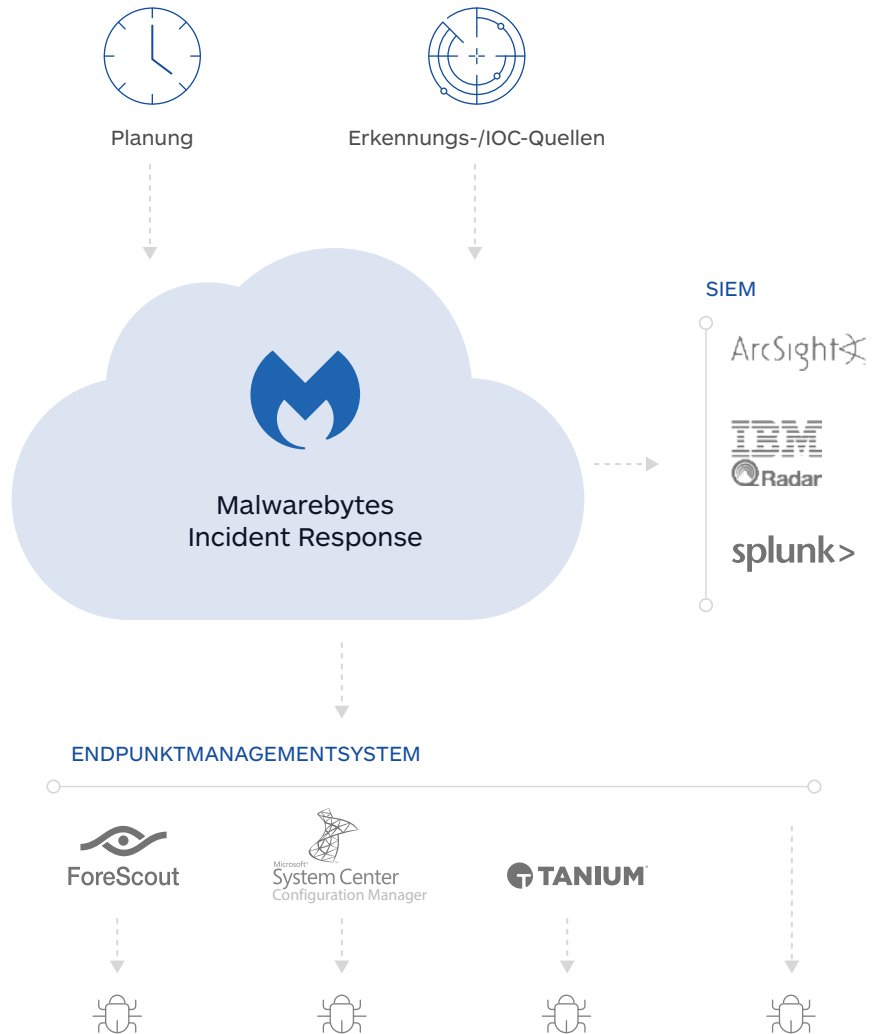 Planung
Erkennungs-/IOC-Quellen
SIEM
ArcSight
IBM
QRadar
splunk>
Malwarebytes
Incident Response
ENDPUNKTMANAGEMENTSYSTEM
ForeScout
Microsoft®
System Center
Configuration Manager
TANIUM